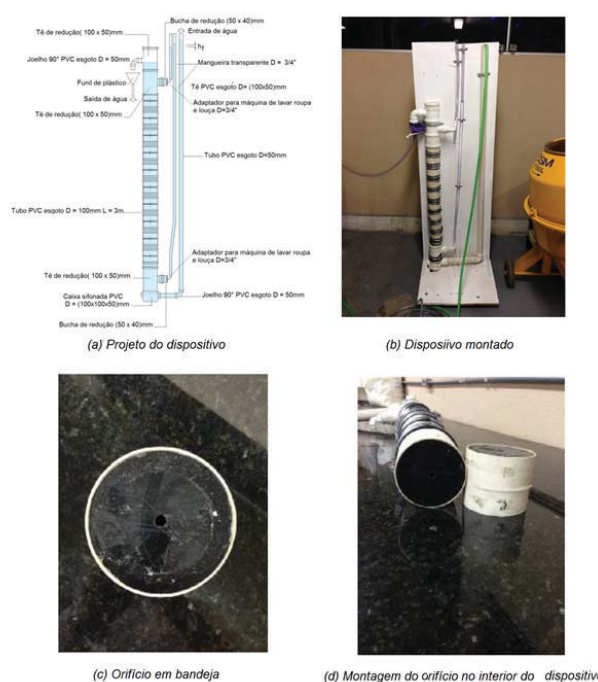 Bucha de redução (50 x 40)mm
Tê de redução( 100 x 50)mm
Entrada de água
Joelho 90° PVC esgoto D = 50mm
hf
Mangueira transparente D = 3/4"
Funil de plástico
Tê PVC esgoto D+ (100x50)mm
Saída de água
Adaptador para máquina de lavar roupa
e louça D=3/4"
Tê de redução ( 100 x 50)mm
Tubo PVC esgoto D=50mm
Tubo PVC esgoto D = 100mm L = 3m
Adaptador para máquina de lavar roupa
e louça D=3/4"
Tê de redução( 100 x 50)mm
Caixa sifonada PVC
D = (100x100x50)mm
Joelho 90° PVC esgoto D = 50mm
Bucha de redução (50 x 40)mm
(a) Projeto do dispositivo
(b) Disposiivo montado
(c) Orifício em bandeja
(d) Montagem do orifício no interior do dispositivo